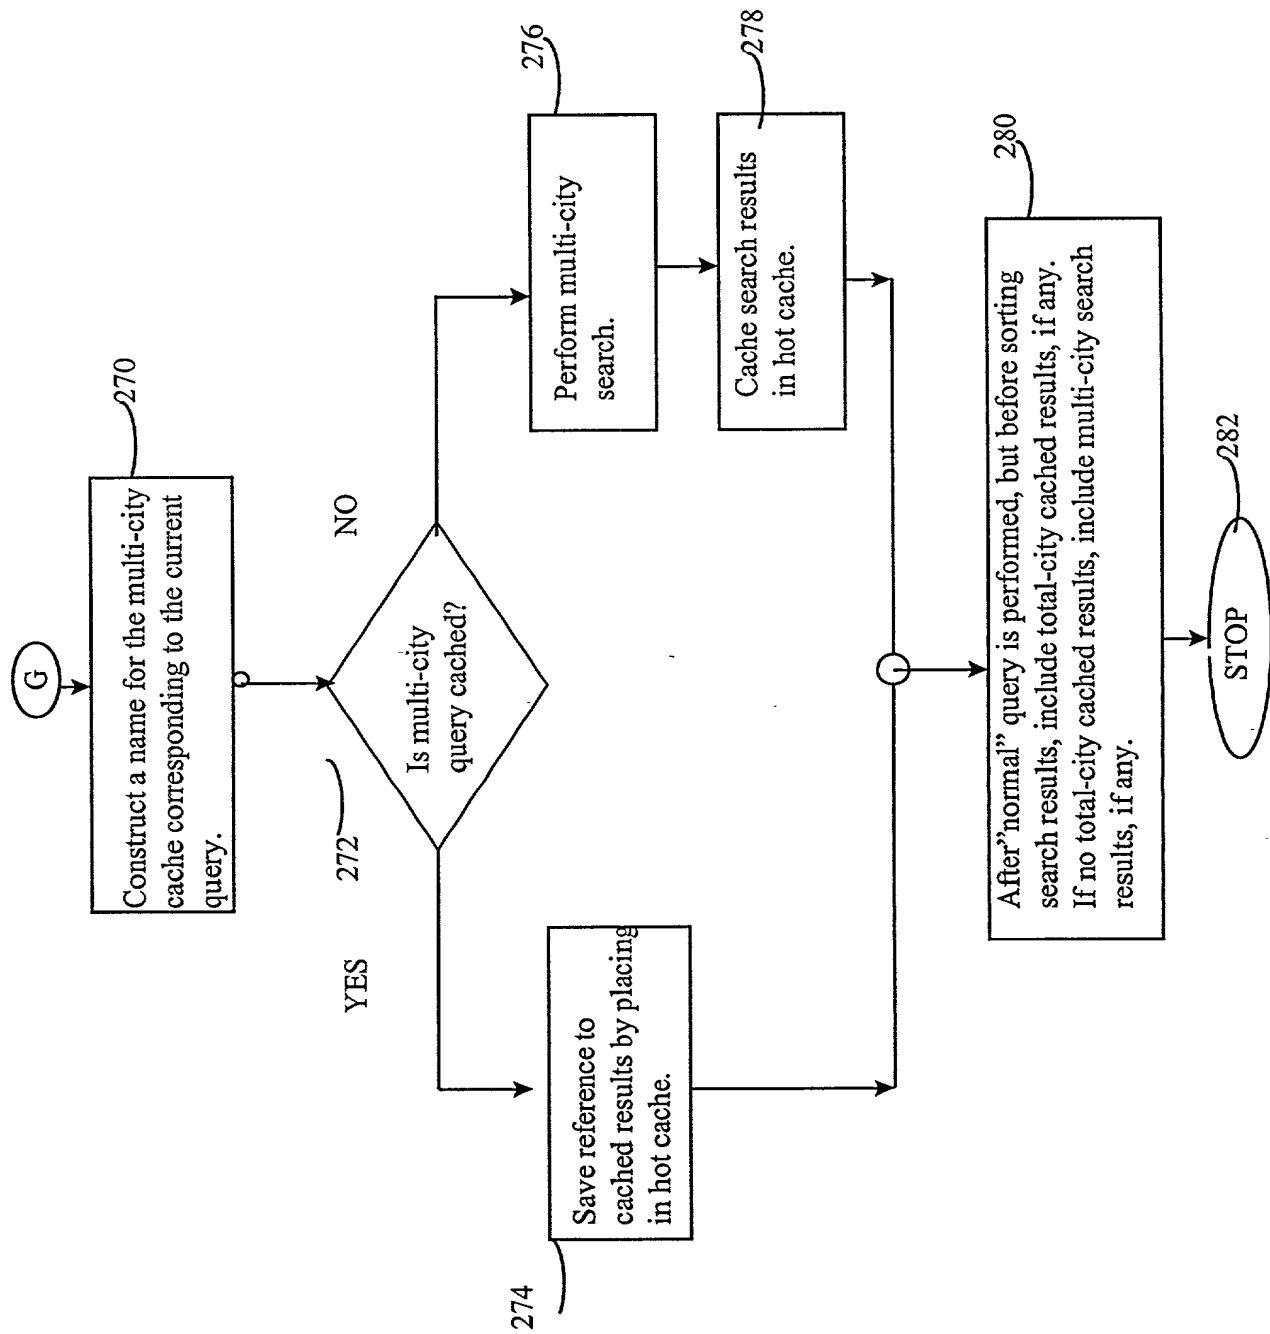 G
270
Construct a name for the multi-city
cache corresponding to the current
query.
272
Is multi-city
query cached?
YES
NO
274
Save reference to
cached results by placing
in hot cache.
276
Perform multi-city
search.
278
Cache search results
in hot cache.
280
After”normal” query is performed, but before sorting
search results, include total-city cached results, if any.
If no total-city cached results, include multi-city search
results, if any.
282
STOP